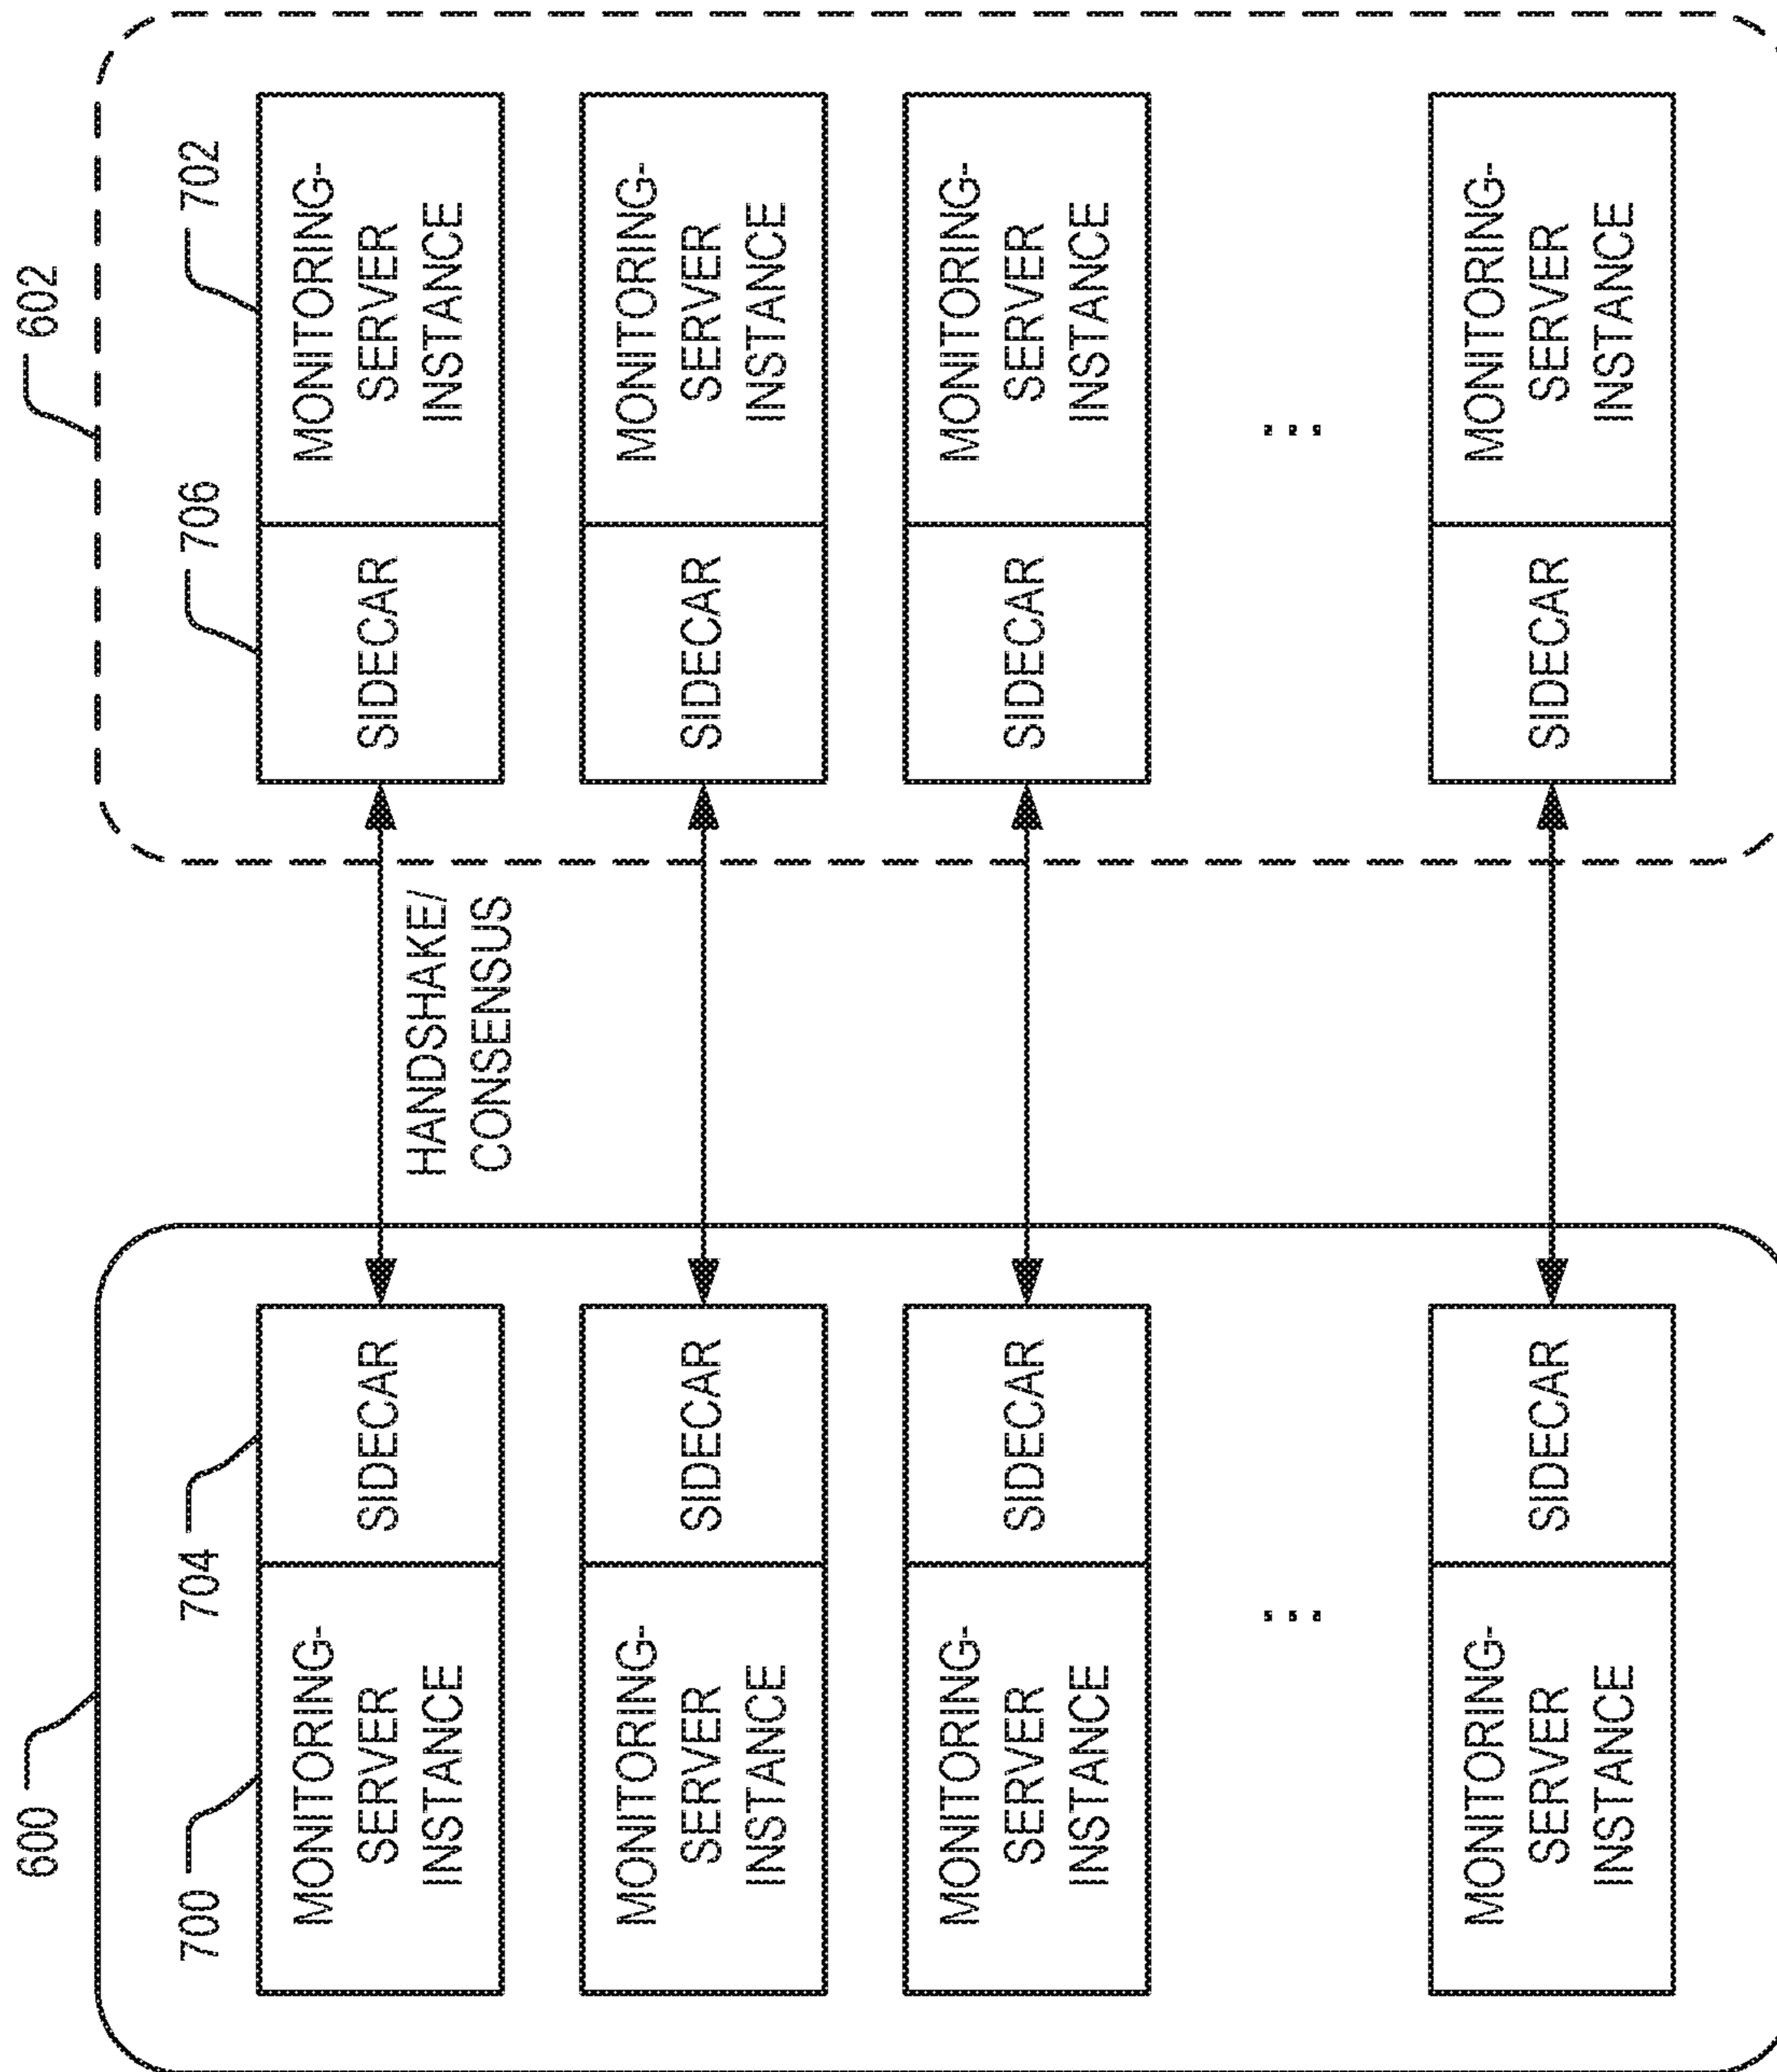 600
602
700
704
706
702
MONITORING-
SERVER
INSTANCE
SIDECAR
HANDSHAKE/
CONSENSUS
SIDECAR
MONITORING-
SERVER
INSTANCE
MONITORING-
SERVER
INSTANCE
SIDECAR
SIDECAR
MONITORING-
SERVER
INSTANCE
MONITORING-
SERVER
INSTANCE
SIDECAR
SIDECAR
MONITORING-
SERVER
INSTANCE
...
...
MONITORING-
SERVER
INSTANCE
SIDECAR
SIDECAR
MONITORING-
SERVER
INSTANCE